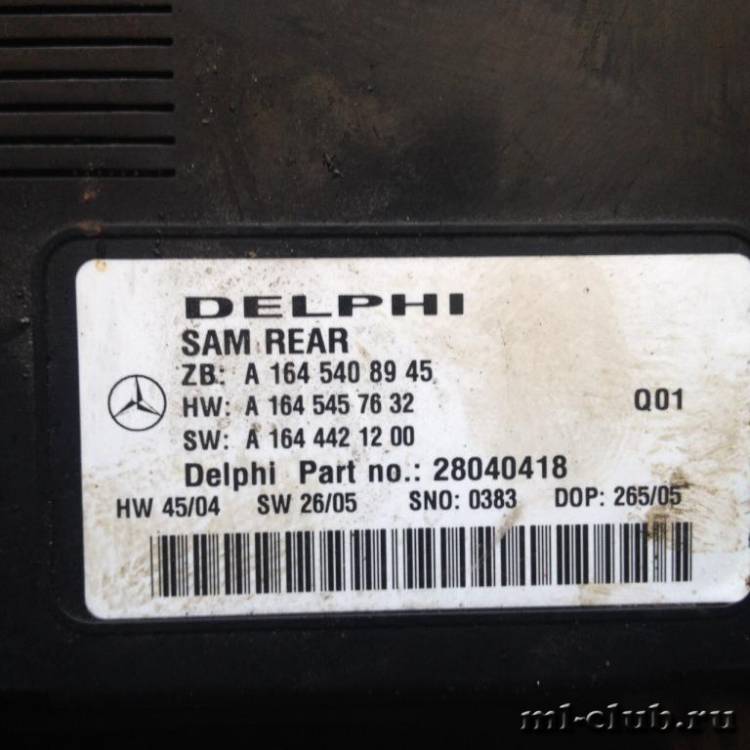 DELPHI
SAM REAR
ZB: A 164 540 89 45
HW: A 164 545 76 32 Q01
SW: A 164 442 12 00
Delphi Part no.: 28040418
HW 45/04 SW 26/05 SNO: 0383 DOP: 265/05
ml-club.ru